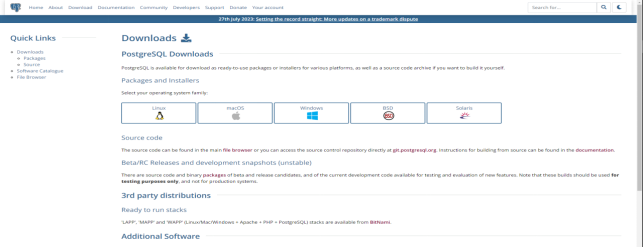 Home About Download Documentation Community Developers Support Donate Your account
Search for...
27th July 2023: Setting the record straight: More updates on a trademark dispute
Quick Links
Downloads
Packages
Source
Software Catalogue
File Browser
Downloads
PostgreSQL Downloads
PostgreSQL is available for download as ready-to-use packages or installers for various platforms, as well as a source code archive if you want to build it yourself.
Packages and Installers
Select your operating system family:
Linux
macOS
Windows
BSD
Solaris
Source code
The source code can be found in the main file browser or you can access the source control repository directly at git.postgresql.org. Instructions for building from source can be found in the documentation.
Beta/RC Releases and development snapshots (unstable)
There are source code and binary packages of beta and release candidates, and of the current development code available for testing and evaluation of new features. Note that these builds should be used for
testing purposes only, and not for production systems.
3rd party distributions
Ready to run stacks
'LAPP', 'MAPP' and 'WAPP' (Linux/Mac/Windows + Apache + PHP + PostgreSQL) stacks are available from BitNami.
Additional Software